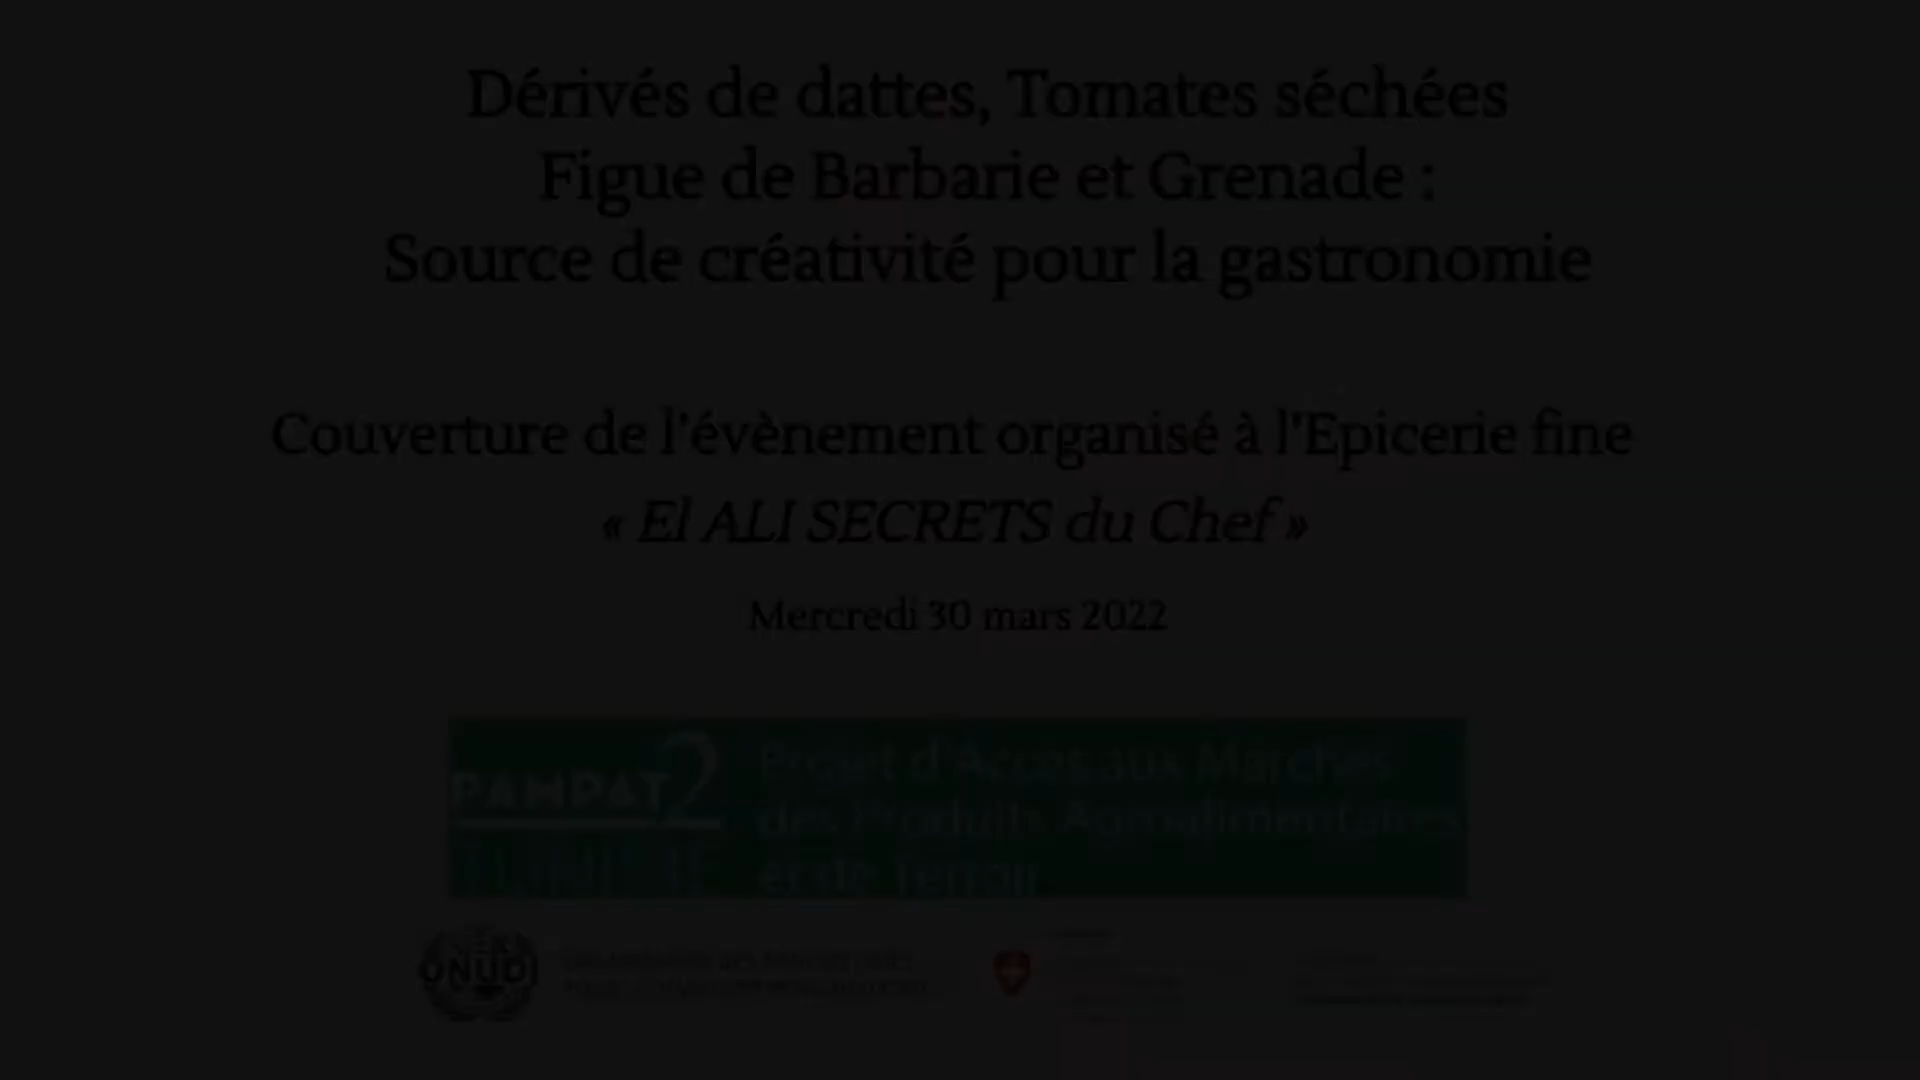 Dérivés de dattes, Tomates séchées
Figue de Barbarie et Grenade :
Source de créativité pour la gastronomie
Couverture de l'évènement organisé à l'Epicerie fine
« El ALI SECRETS du Chef »
Mercredi 30 mars 2022
PAMPAT2
TUNISIE
Projet d'Accès aux Marchés
des Produits Agroalimentaires
et de Terroir
ONUDI